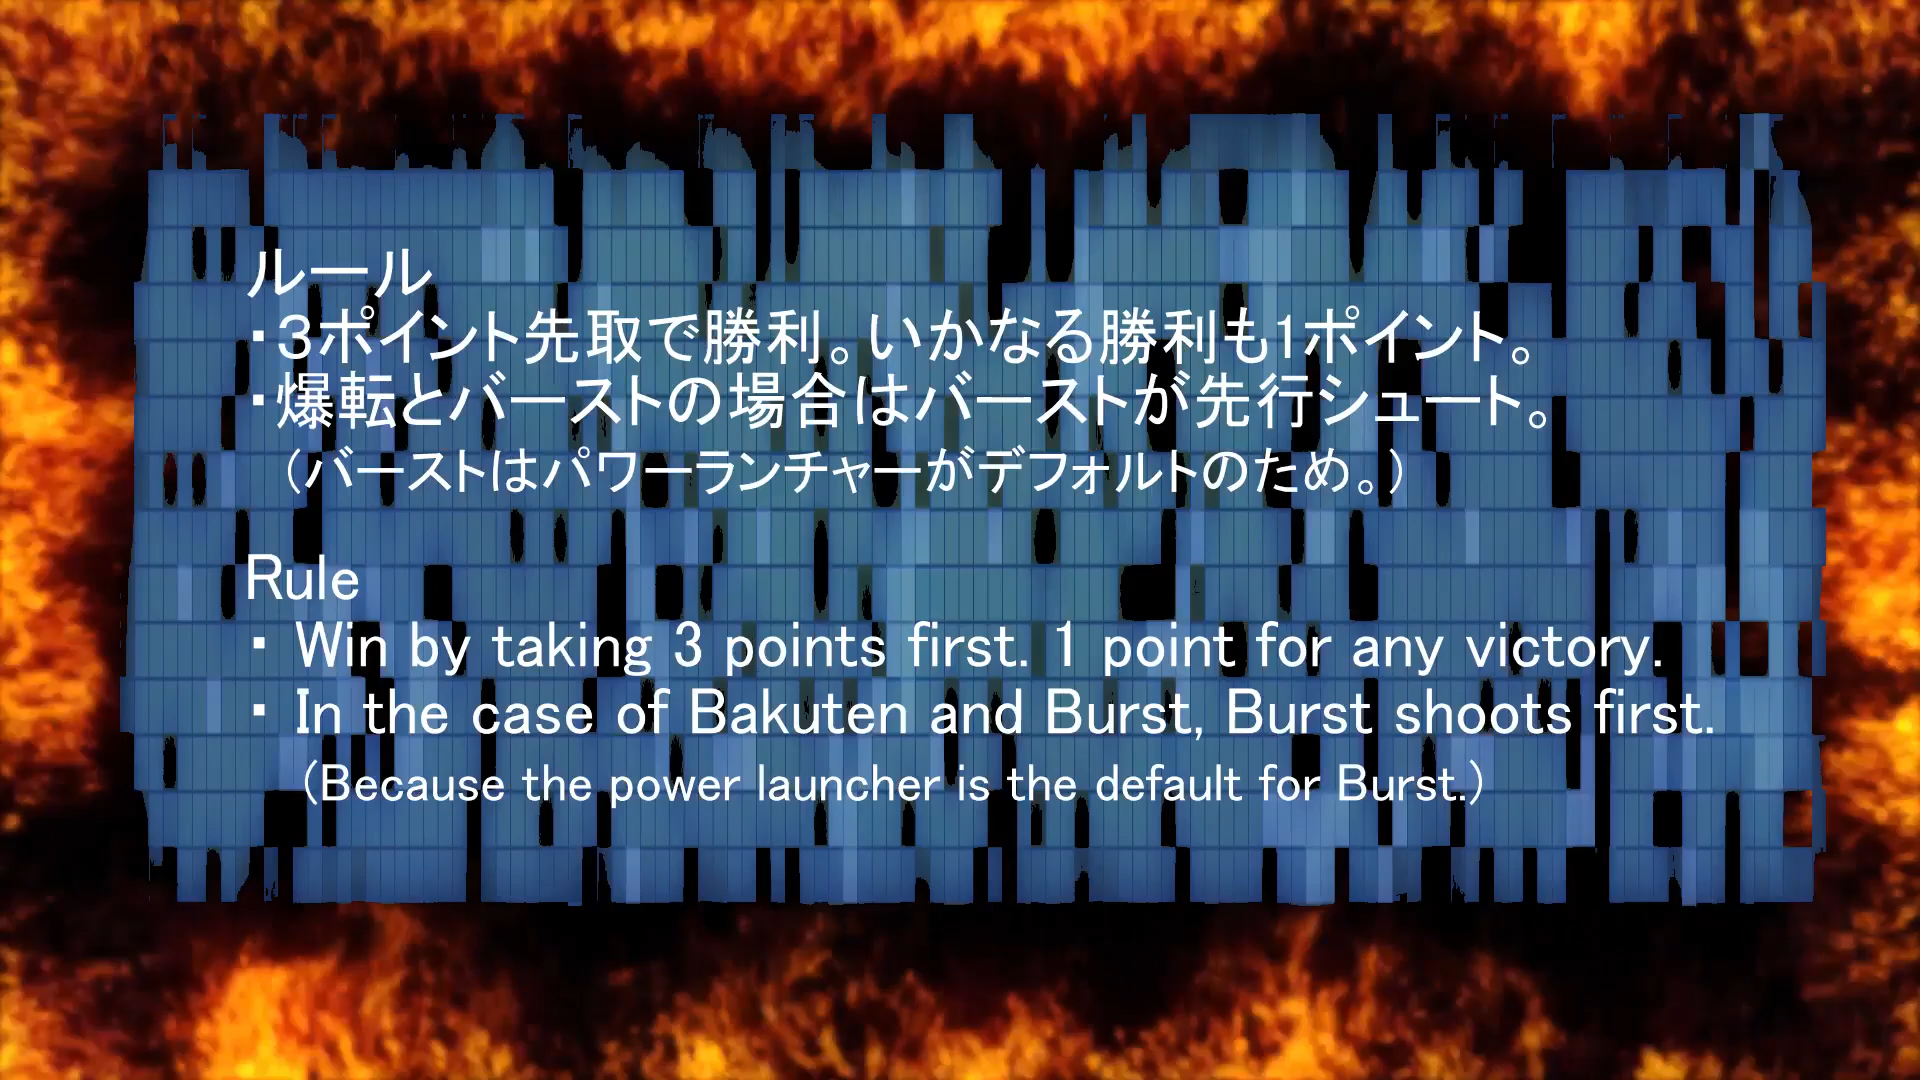 ルール
・３ポイント先取で勝利。いかなる勝利も1ポイント。
・爆転とバーストの場合はバーストが先行シュート。
（バーストはパワーランチャーがデフォルトのため。）
Rule
・ Win by taking 3 points first. 1 point for any victory.
・ In the case of Bakuten and Burst, Burst shoots first.
（Because the power launcher is the default for Burst.）